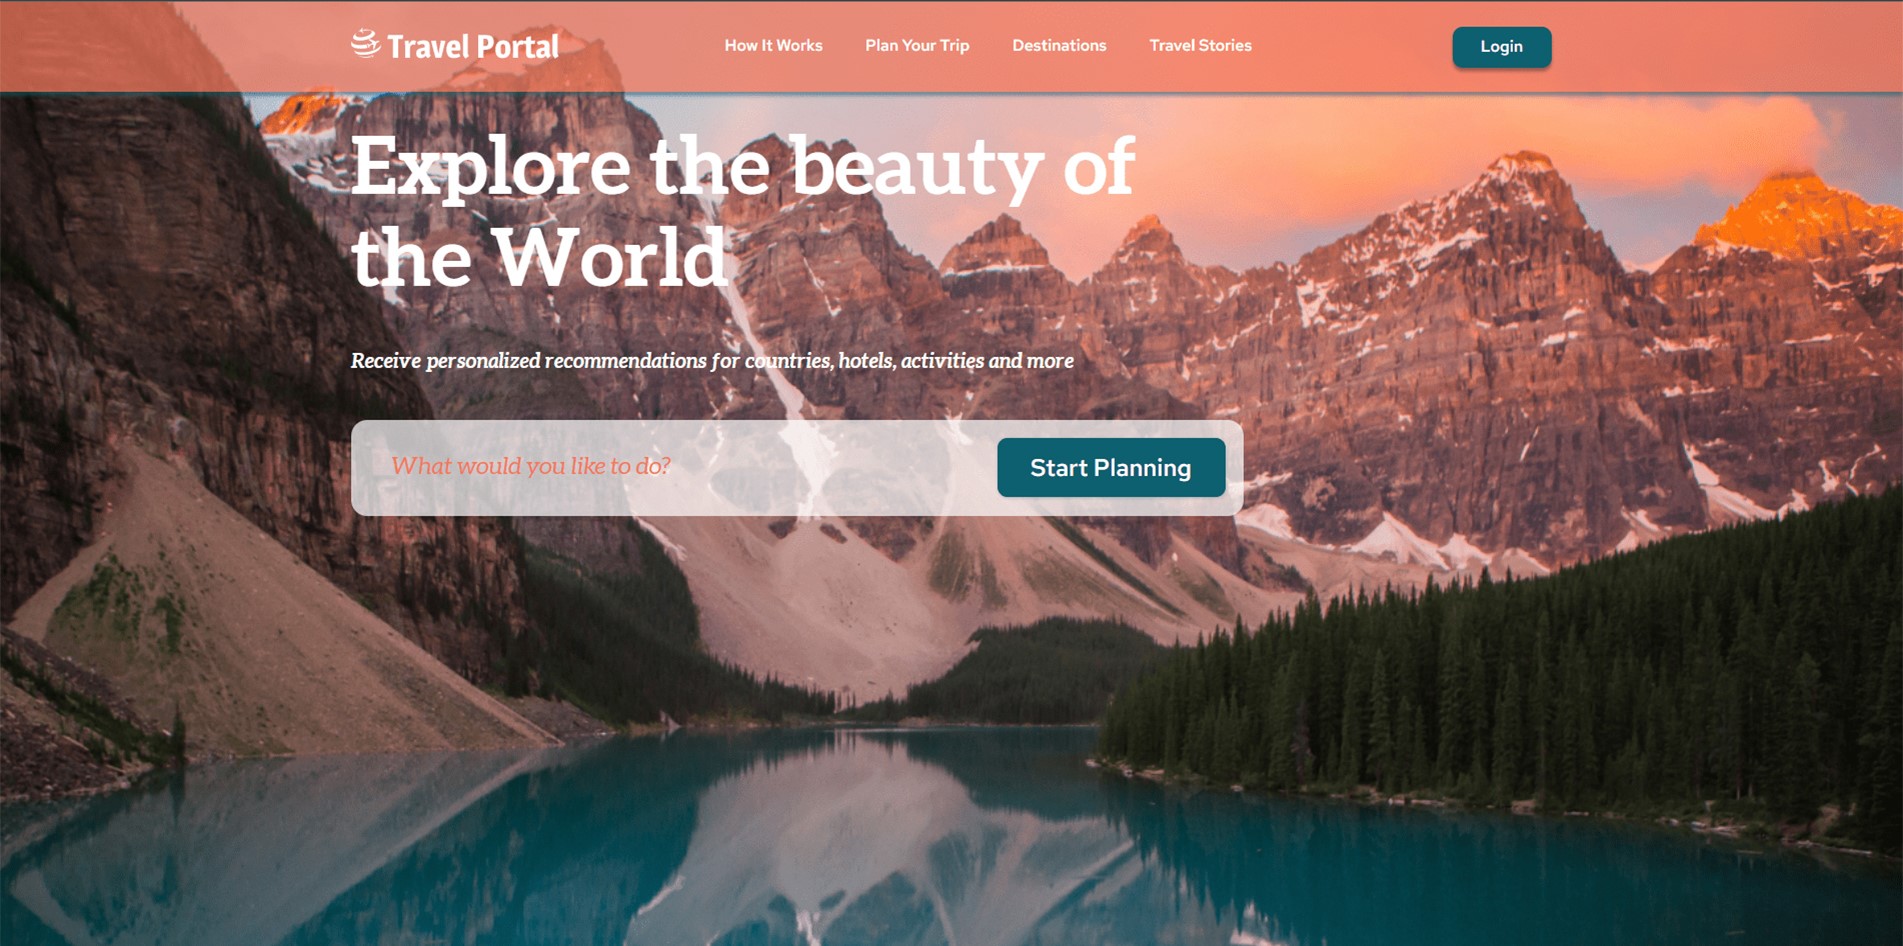 Travel Portal
How It Works
Plan Your Trip
Destinations
Travel Stories
Login
Explore the beauty of
the World
Receive personalized recommendations for countries, hotels, activities and more
What would you like to do?
Start Planning